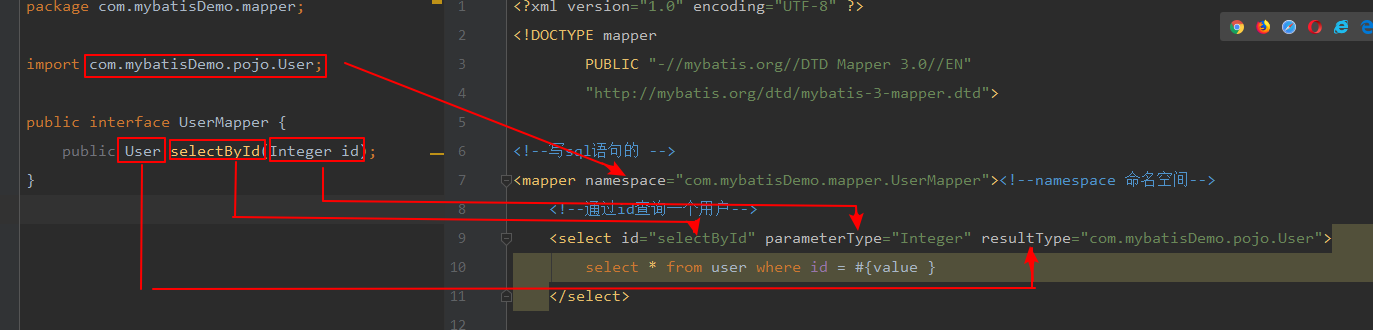 package com.mybatisDemo.mapper;
import com.mybatisDemo.pojo.User;
public interface UserMapper {
public User selectById(Integer id);
}
1 <?xml version="1.0" encoding="UTF-8" ?>
2 <!DOCTYPE mapper
3 PUBLIC "-//mybatis.org//DTD Mapper 3.0//EN"
4 "http://mybatis.org/dtd/mybatis-3-mapper.dtd">
5
6 <!--写sql语句的 -->
7 <mapper namespace="com.mybatisDemo.mapper.UserMapper"><!--namespace 命名空间-->
8 <!--通过id查询一个用户-->
9 <select id="selectById" parameterType="Integer" resultType="com.mybatisDemo.pojo.User">
10 select * from user where id = #{value }
11 </select>
12